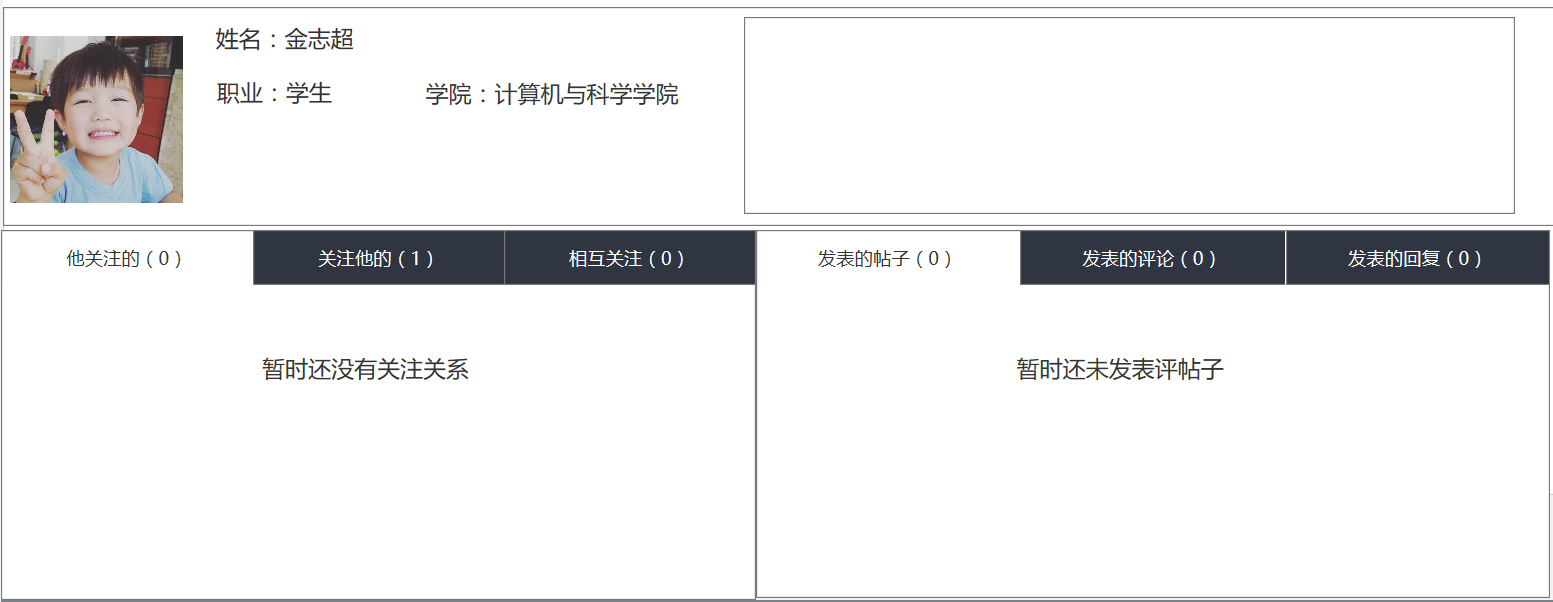 姓名：金志超
职业：学生 学院：计算机与科学学院
他关注的（0） 关注他的（1） 相互关注（0） 发表的帖子（0） 发表的评论（0） 发表的回复（0）
暂时还没有关注关系 暂时还未发表评帖子